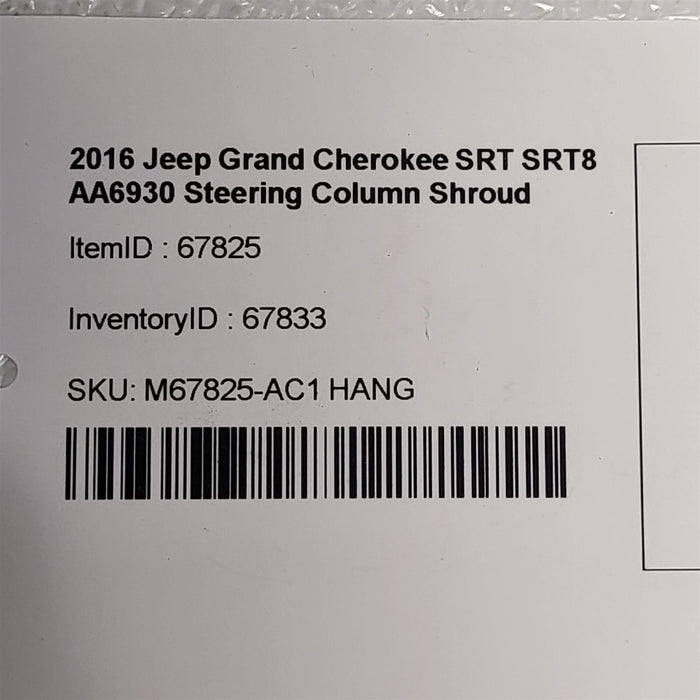 2016 Jeep Grand Cherokee SRT SRT8
AA6930 Steering Column Shroud
ItemID : 67825
InventoryID : 67833
SKU: M67825-AC1 HANG